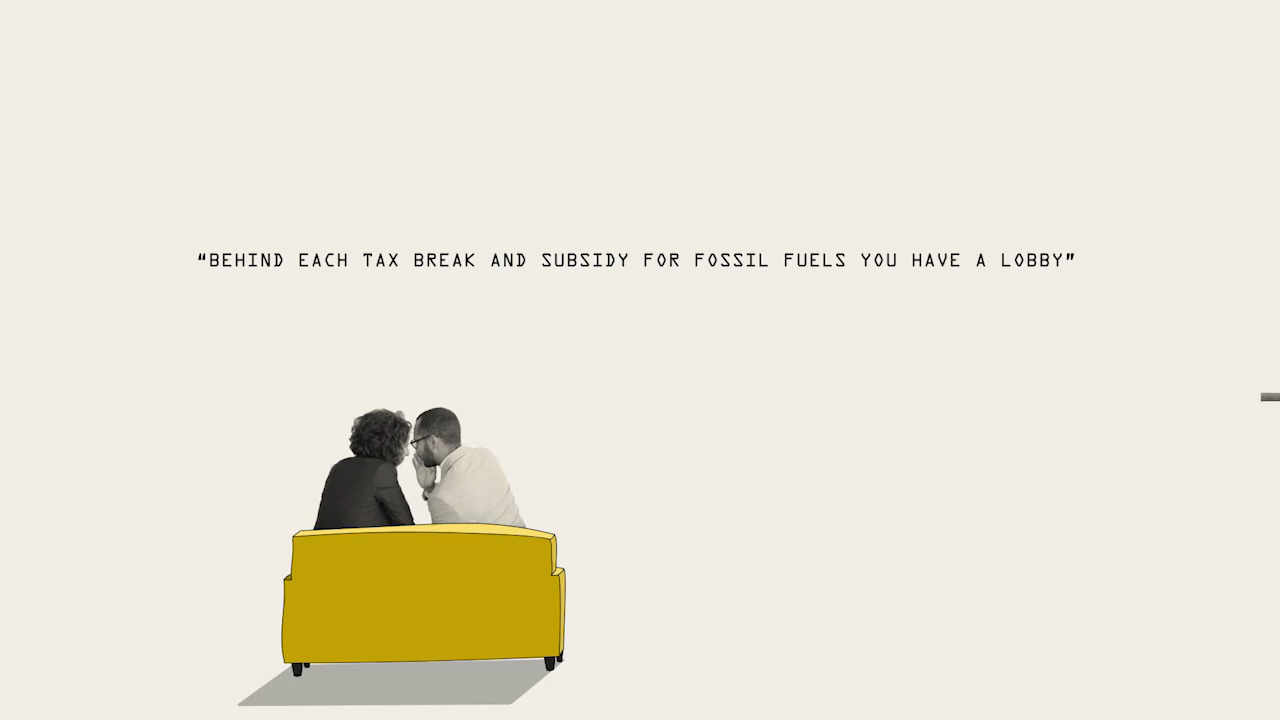 “BEHIND EACH TAX BREAK AND SUBSIDY FOR FOSSIL FUELS YOU HAVE A LOBBY”